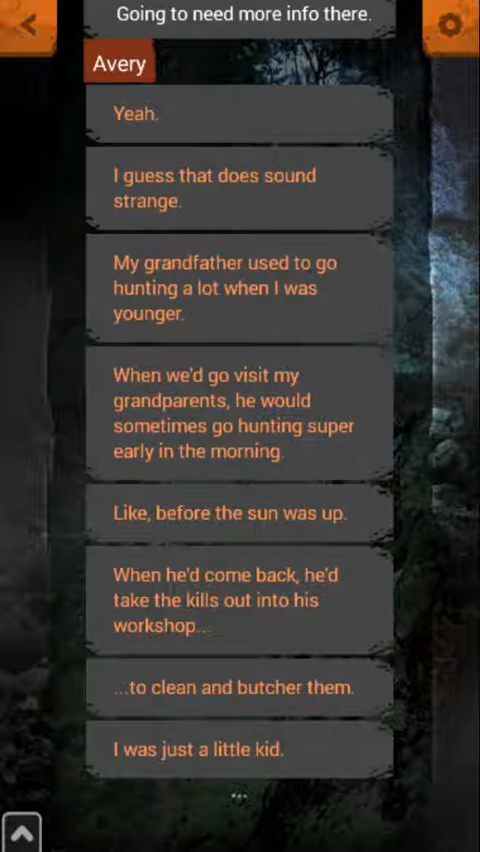 Going to need more info there.
Avery
Yeah.
I guess that does sound
strange.
My grandfather used to go
hunting a lot when I was
younger.
When we'd go visit my
grandparents, he would
sometimes go hunting super
early in the morning.
Like, before the sun was up.
When he'd come back, he'd
take the kills out into his
workshop...
...to clean and butcher them.
I was just a little kid.
...